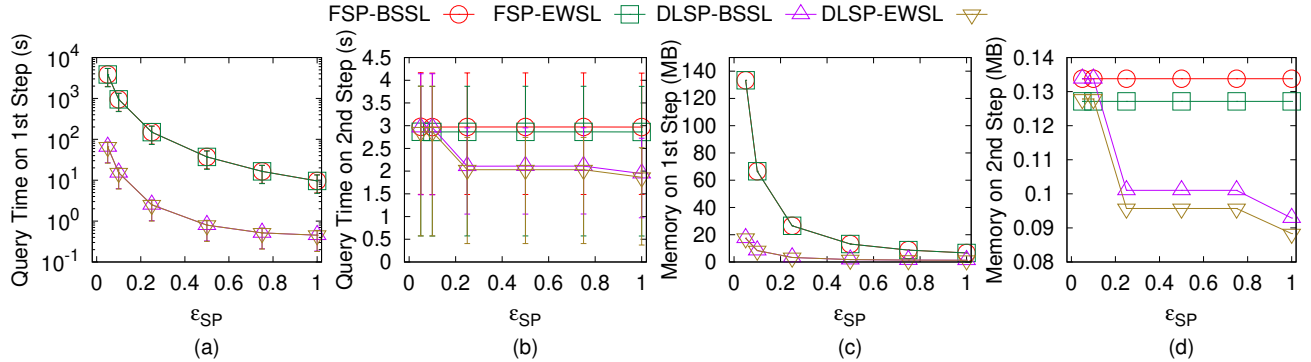 FSP-BSSL FSP-EWSL DLSP-BSSL DLSP-EWSL
Query Time on 1st Step (s)
10^4
10^3
10^2
10^1
10^0
10^-1
0 0.2 0.4 0.6 0.8 1
ε_SP
(a)
Query Time on 2nd Step (s)
4.5
4
3.5
3
2.5
2
1.5
1
0.5
0
0 0.2 0.4 0.6 0.8 1
ε_SP
(b)
Memory on 1st Step (MB)
140
120
100
80
60
40
20
0
0 0.2 0.4 0.6 0.8 1
ε_SP
(c)
Memory on 2nd Step (MB)
0.14
0.13
0.12
0.11
0.1
0.09
0.08
0 0.2 0.4 0.6 0.8 1
ε_SP
(d)